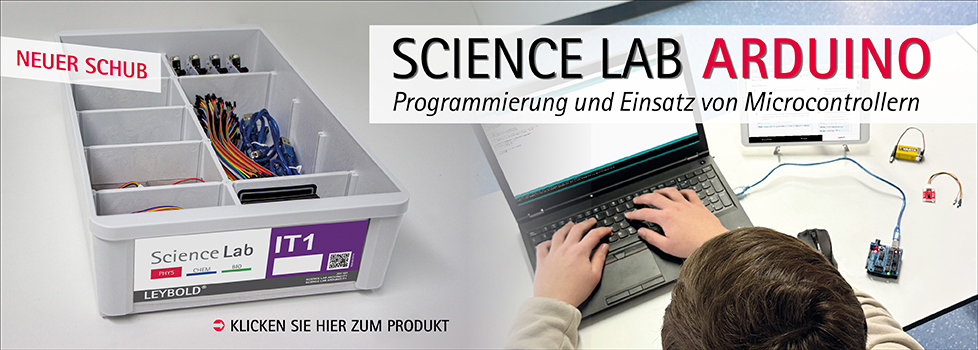 NEUER SCHUB
SCIENCE LAB ARDUINO
Programmierung und Einsatz von Microcontrollern
Science Lab
PHYS CHEM BIO
IT1
LEYBOLD®
KLICKEN SIE HIER ZUM PRODUKT